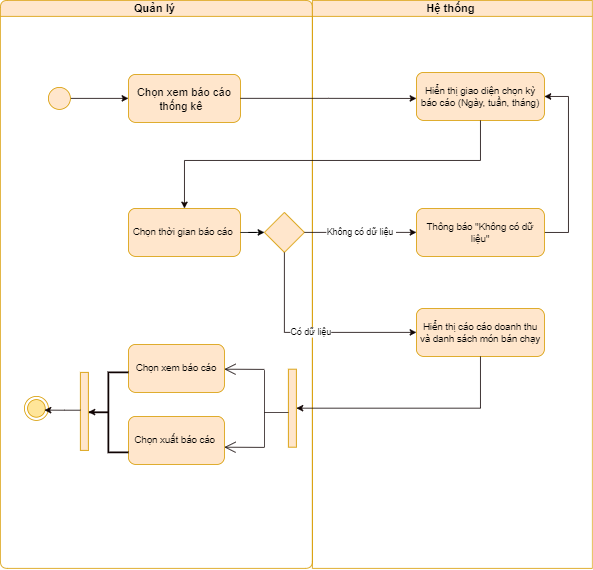 Quản lý
Hệ thống
Chọn xem báo cáo
thống kê
Hiển thị giao diện chọn kỳ
báo cáo (Ngày, tuần, tháng)
Chọn thời gian báo cáo
Không có dữ liệu
Thông báo "Không có dữ
liệu"
Có dữ liệu
Hiển thị cáo cáo doanh thu
và danh sách món bán chạy
Chọn xem báo cáo
Chọn xuất báo cáo